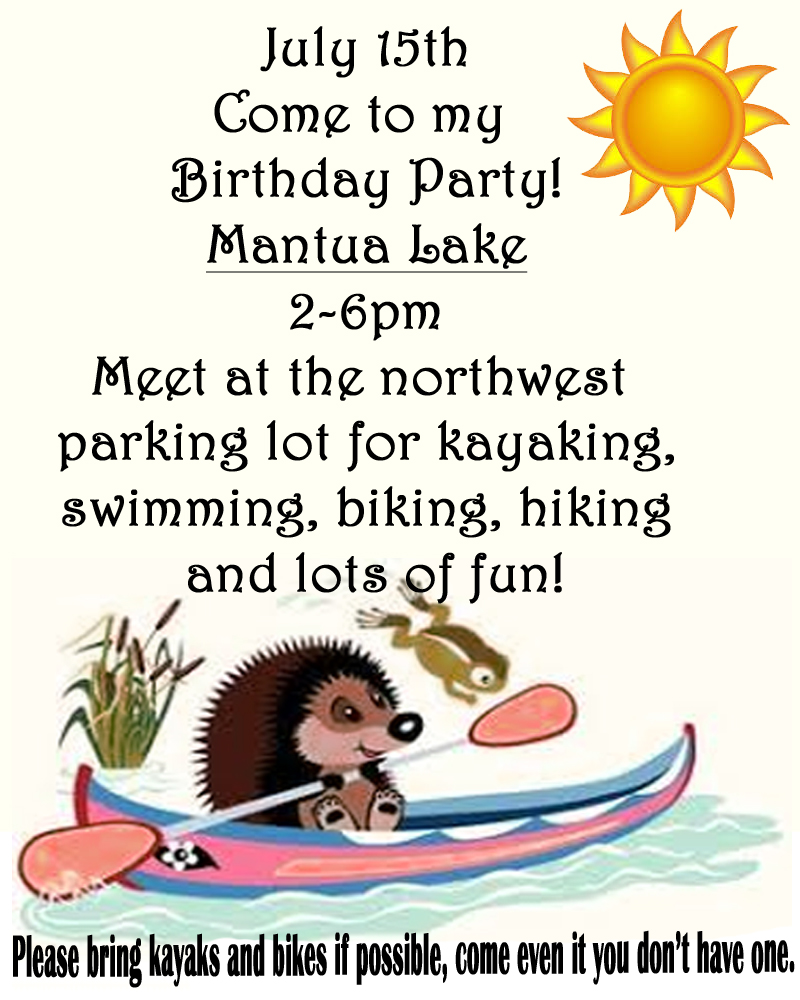 July 15th
Come to my
Birthday Party!
Mantua Lake
2-6pm
Meet at the northwest
parking lot for kayaking,
swimming, biking, hiking
and lots of fun!
Please bring kayaks and bikes if possible, come even it you don't have one.